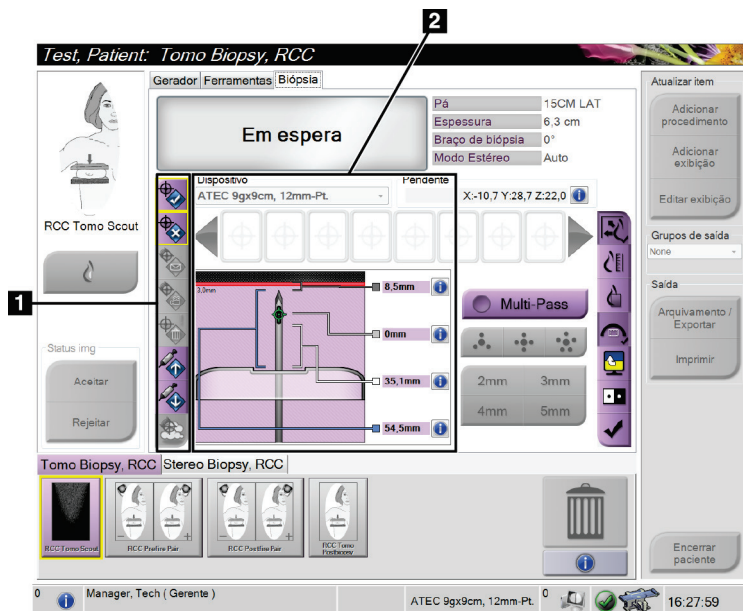 2
Test, Patient: Tomo Biopsy, RCC
Gerador Ferramentas Biópsia
Em espera
Pá 15CM LAT
Espessura 6,3 cm
Braço de biópsia 0°
Modo Estéreo Auto
Dispositivo
ATEC 9gx9cm, 12mm-Pt.
Pendente
X:-10,7 Y:28,7 Z:22,0
RCC Tomo Scout
1
3,0mm
8,5mm
0mm
35,1mm
54,5mm
Multi-Pass
2mm 3mm
4mm 5mm
Status img
Aceitar
Rejeitar
Atualizar item
Adicionar
procedimento
Adicionar
exibição
Editar exibição
Grupos de saída
None
Saída
Arquivamento /
Exportar
Imprimir
Tomo Biopsy, RCC Stereo Biopsy, RCC
RCC Tomo Scout
RCC Prefire Pair
RCC Postfire Pair
RCC Tomo
Postbiopsy
Encerrar
paciente
0 Manager, Tech ( Gerente ) ATEC 9gx9cm, 12mm-Pt. 0 16:27:59